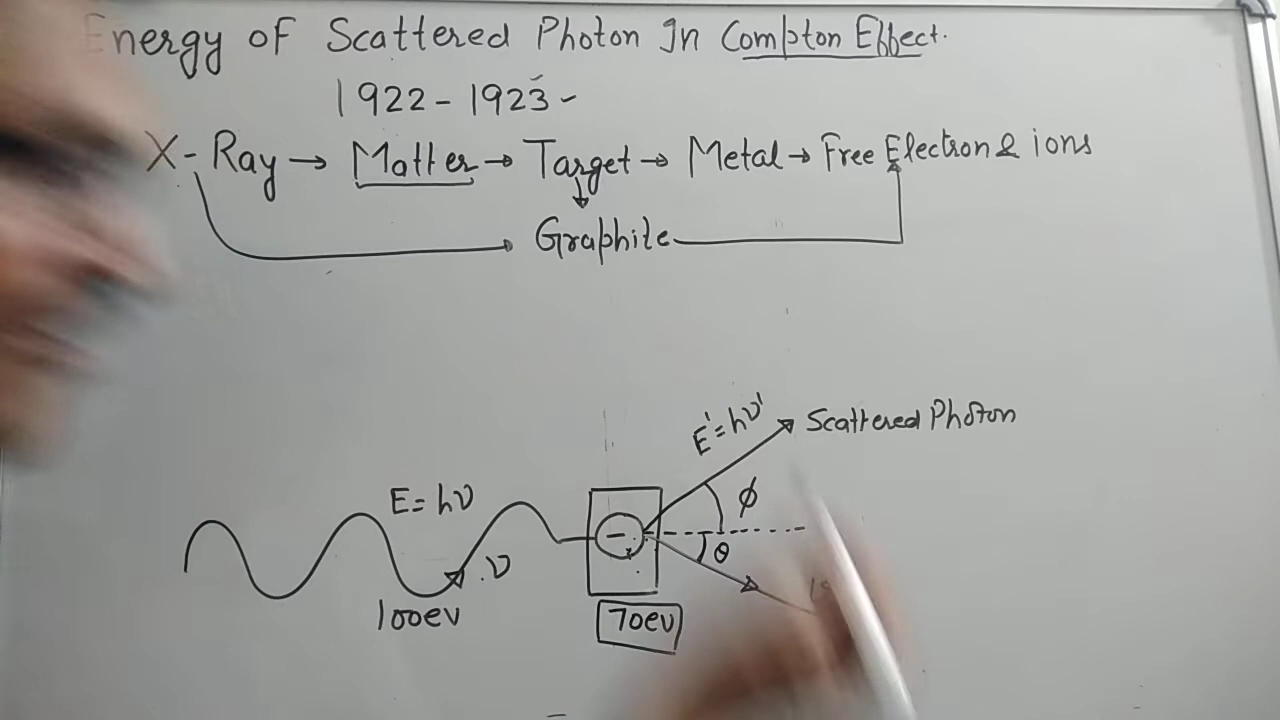 Energy of Scattered Photon In Compton Effect.
1922 - 1923 -
X-Ray → Matter → Target → Metal → Free Electron & ions
Graphite
E' = hν'
Scattered Photon
E = hν
ϕ
−
θ
.ν
100ev
70ev